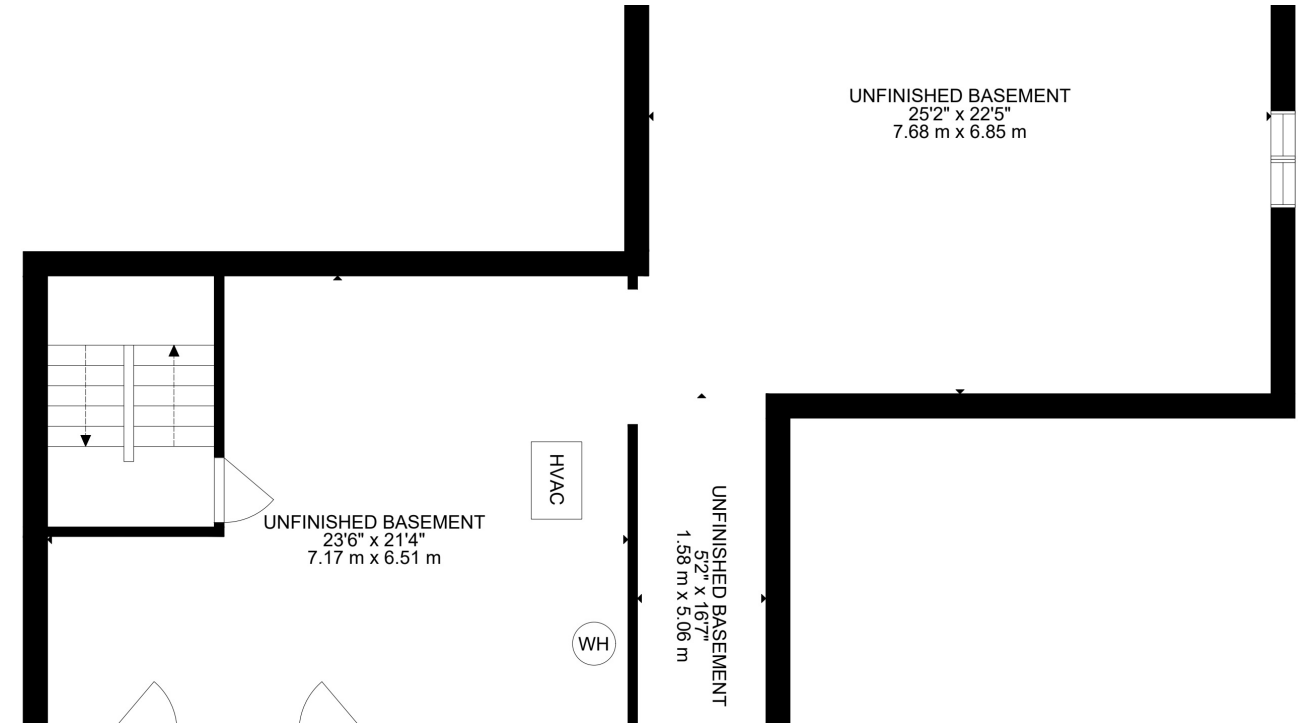 UNFINISHED BASEMENT
25'2" x 22'5"
7.68 m x 6.85 m
HVAC
UNFINISHED BASEMENT
23'6" x 21'4"
7.17 m x 6.51 m
UNFINISHED BASEMENT
5'2" x 16'7"
1.58 m x 5.06 m
WH